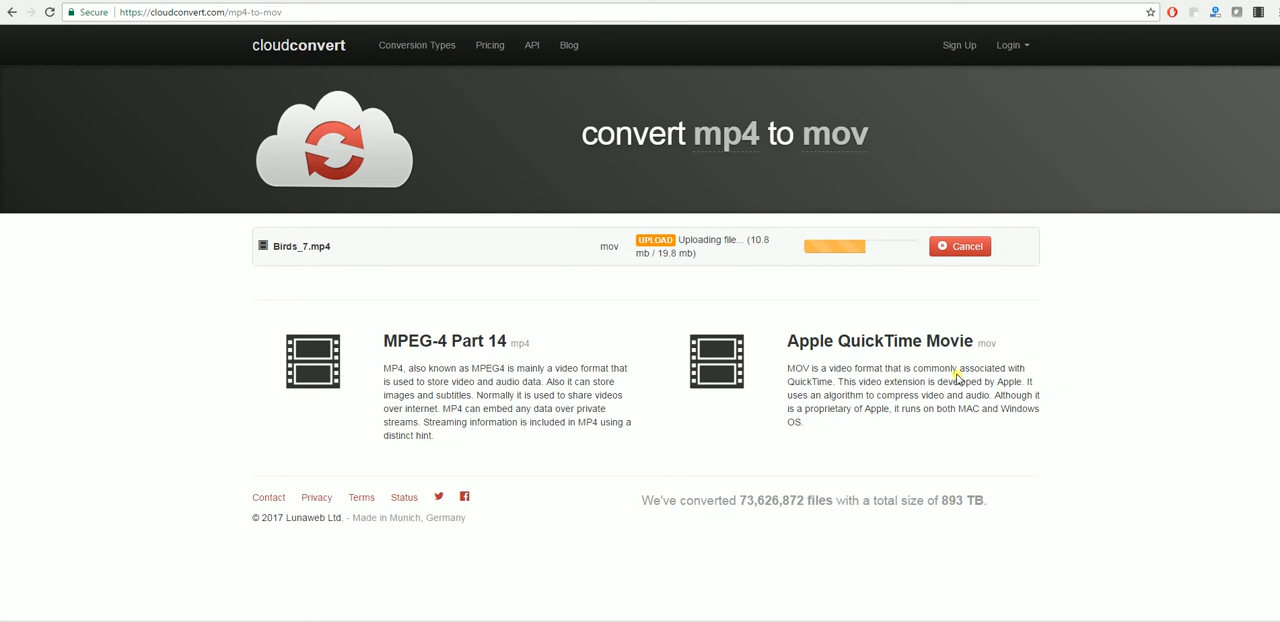 Secure https://cloudconvert.com/mp4-to-mov
cloudconvert Conversion Types Pricing API Blog Sign Up Login
convert mp4 to mov
Birds_7.mp4 mov UPLOAD Uploading file... (10.8
mb / 19.8 mb) Cancel
MPEG-4 Part 14 mp4
MP4, also known as MPEG4 is mainly a video format that
is used to store video and audio data. Also it can store
images and subtitles. Normally it is used to share videos
over internet. MP4 can embed any data over private
streams. Streaming information is included in MP4 using a
distinct hint.
Apple QuickTime Movie mov
MOV is a video format that is commonly associated with
QuickTime. This video extension is developed by Apple. It
uses an algorithm to compress video and audio. Although it
is a proprietary of Apple, it runs on both MAC and Windows
OS.
Contact Privacy Terms Status
We've converted 73,626,872 files with a total size of 893 TB.
© 2017 Lunaweb Ltd. - Made in Munich, Germany